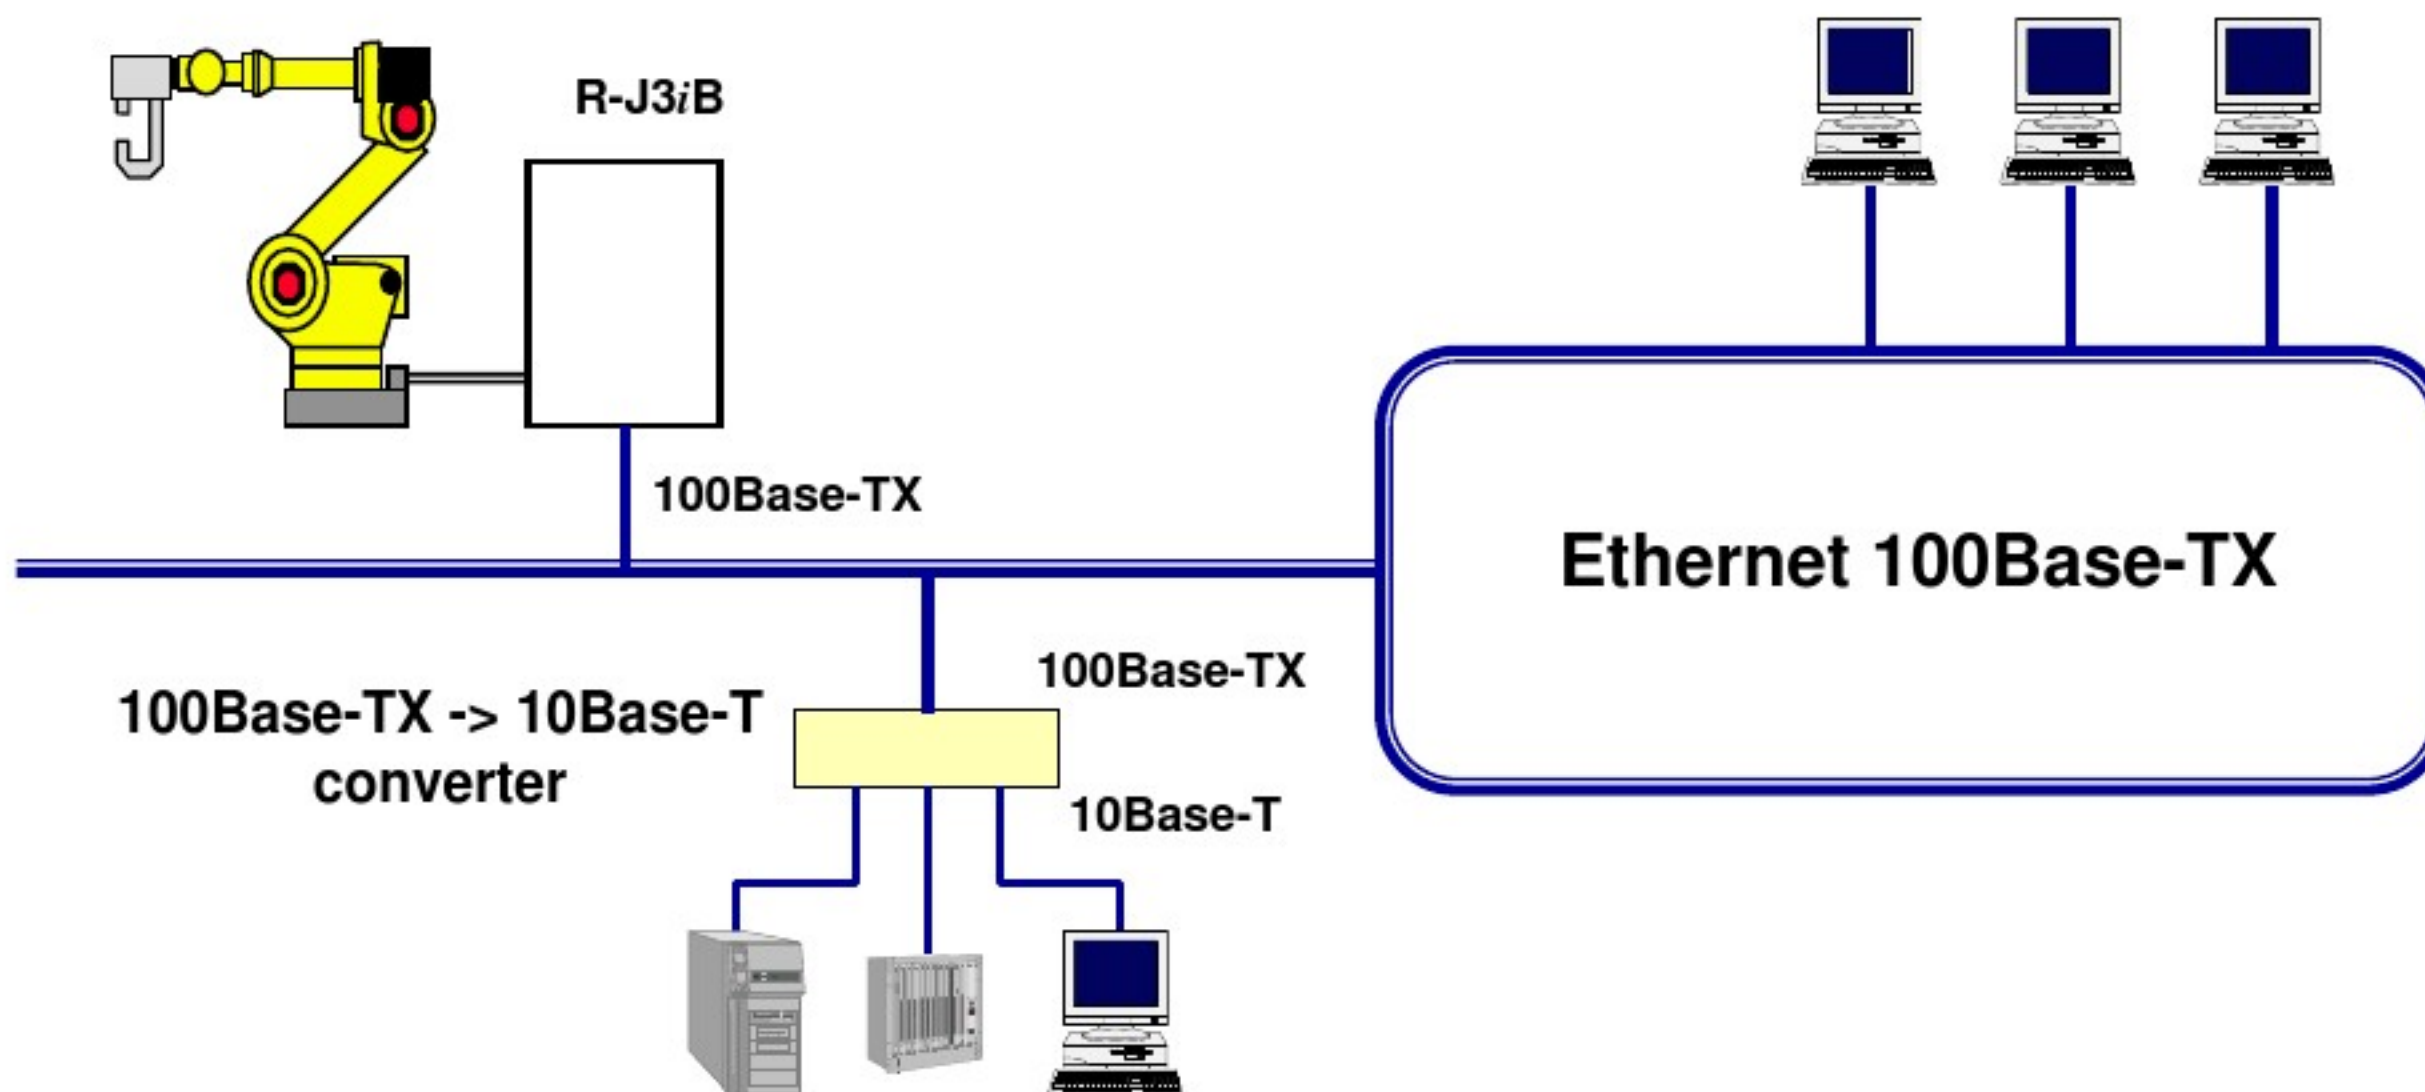 R-J3iB
100Base-TX
Ethernet 100Base-TX
100Base-TX
100Base-TX -> 10Base-T
converter
10Base-T